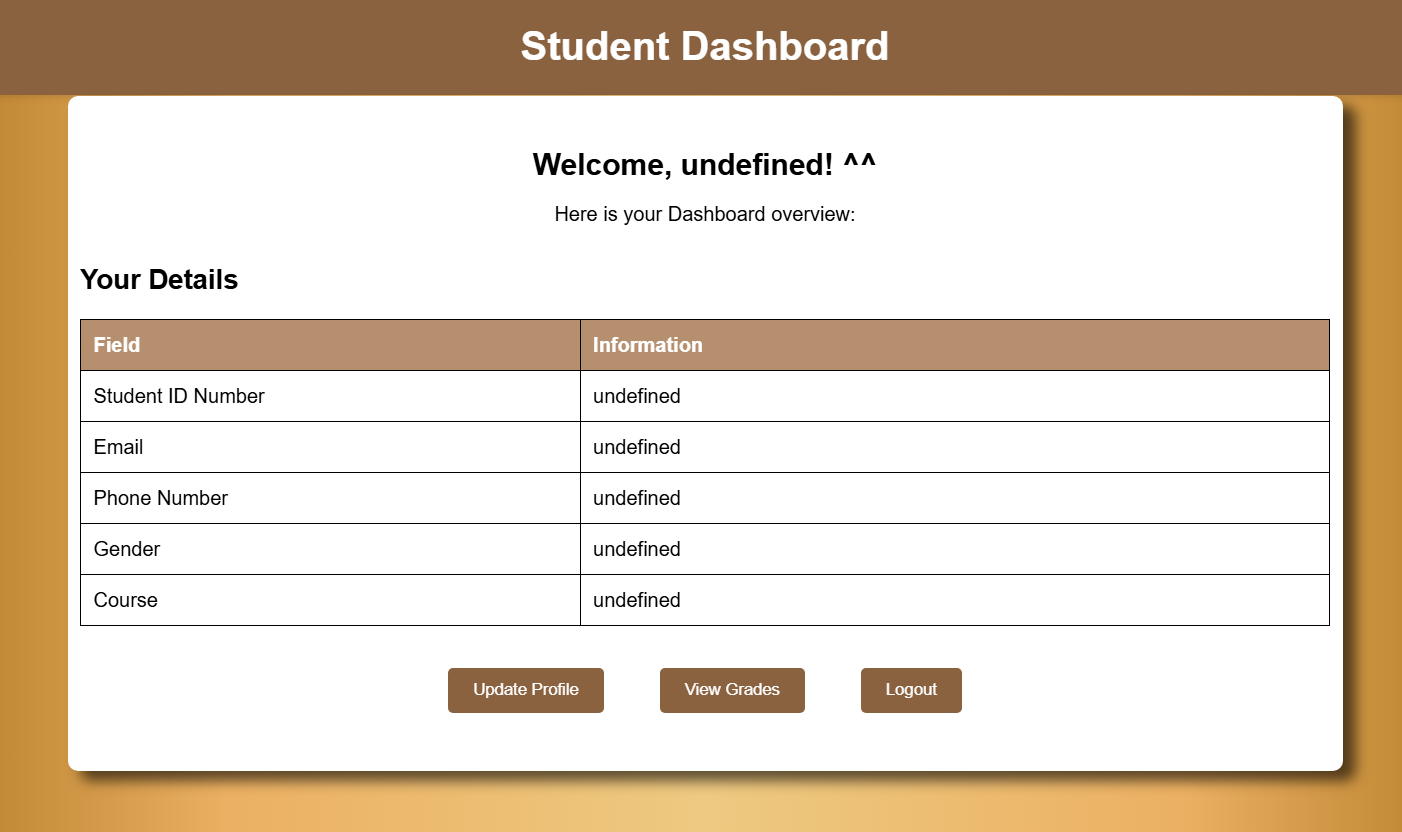 Student Dashboard
Welcome, undefined! ^^
Here is your Dashboard overview:
Your Details
Field Information
Student ID Number undefined
Email undefined
Phone Number undefined
Gender undefined
Course undefined
Update Profile View Grades Logout